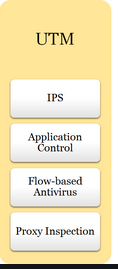 UTM
IPS
Application
Control
Flow-based
Antivirus
Proxy Inspection